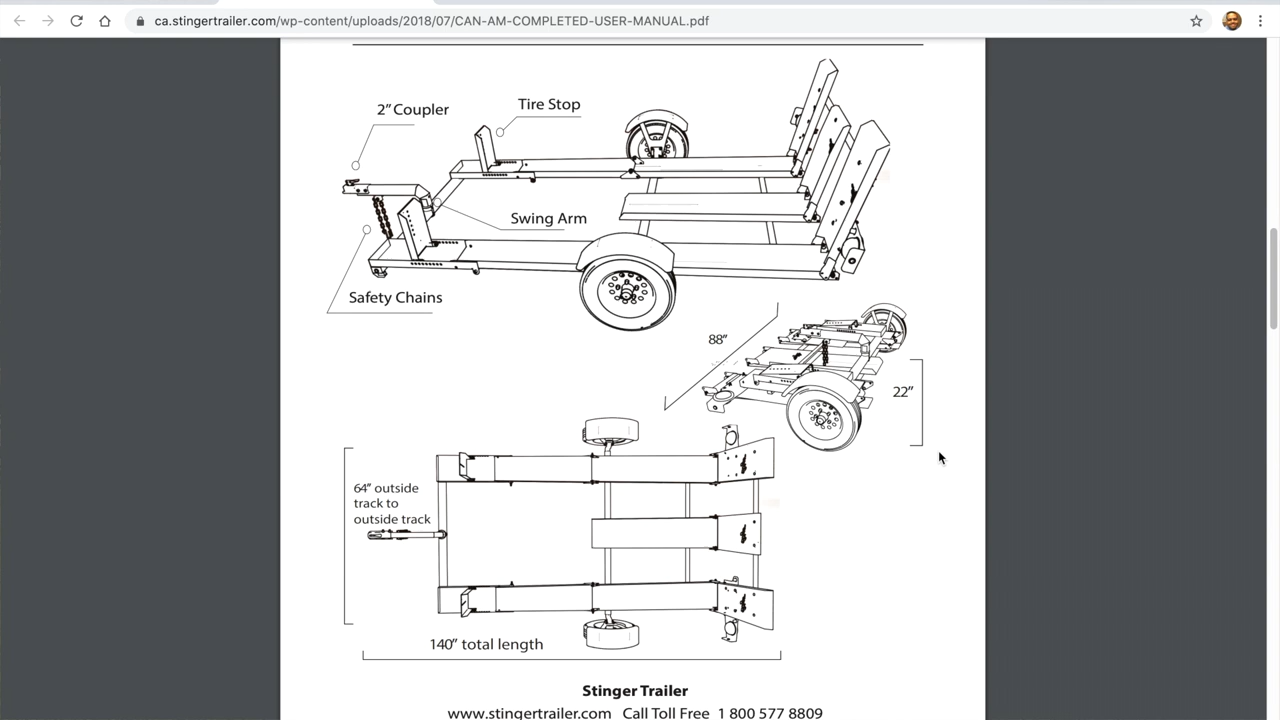 ca.stingertrailer.com/wp-content/uploads/2018/07/CAN-AM-COMPLETED-USER-MANUAL.pdf
2” Coupler
Tire Stop
Swing Arm
Safety Chains
88”
22”
64” outside
track to
outside track
140” total length
Stinger Trailer
www.stingertrailer.com Call Toll Free 1 800 577 8809